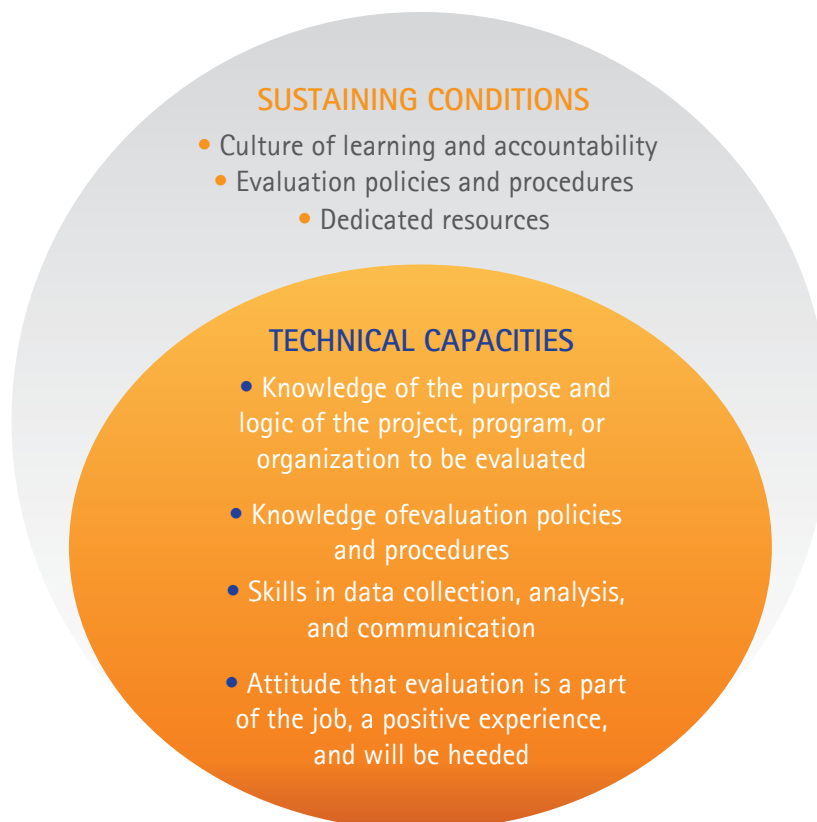 SUSTAINING CONDITIONS
• Culture of learning and accountability
• Evaluation policies and procedures
• Dedicated resources
TECHNICAL CAPACITIES
• Knowledge of the purpose and
logic of the project, program, or
organization to be evaluated
• Knowledge ofevaluation policies
and procedures
• Skills in data collection, analysis,
and communication
• Attitude that evaluation is a part
of the job, a positive experience,
and will be heeded